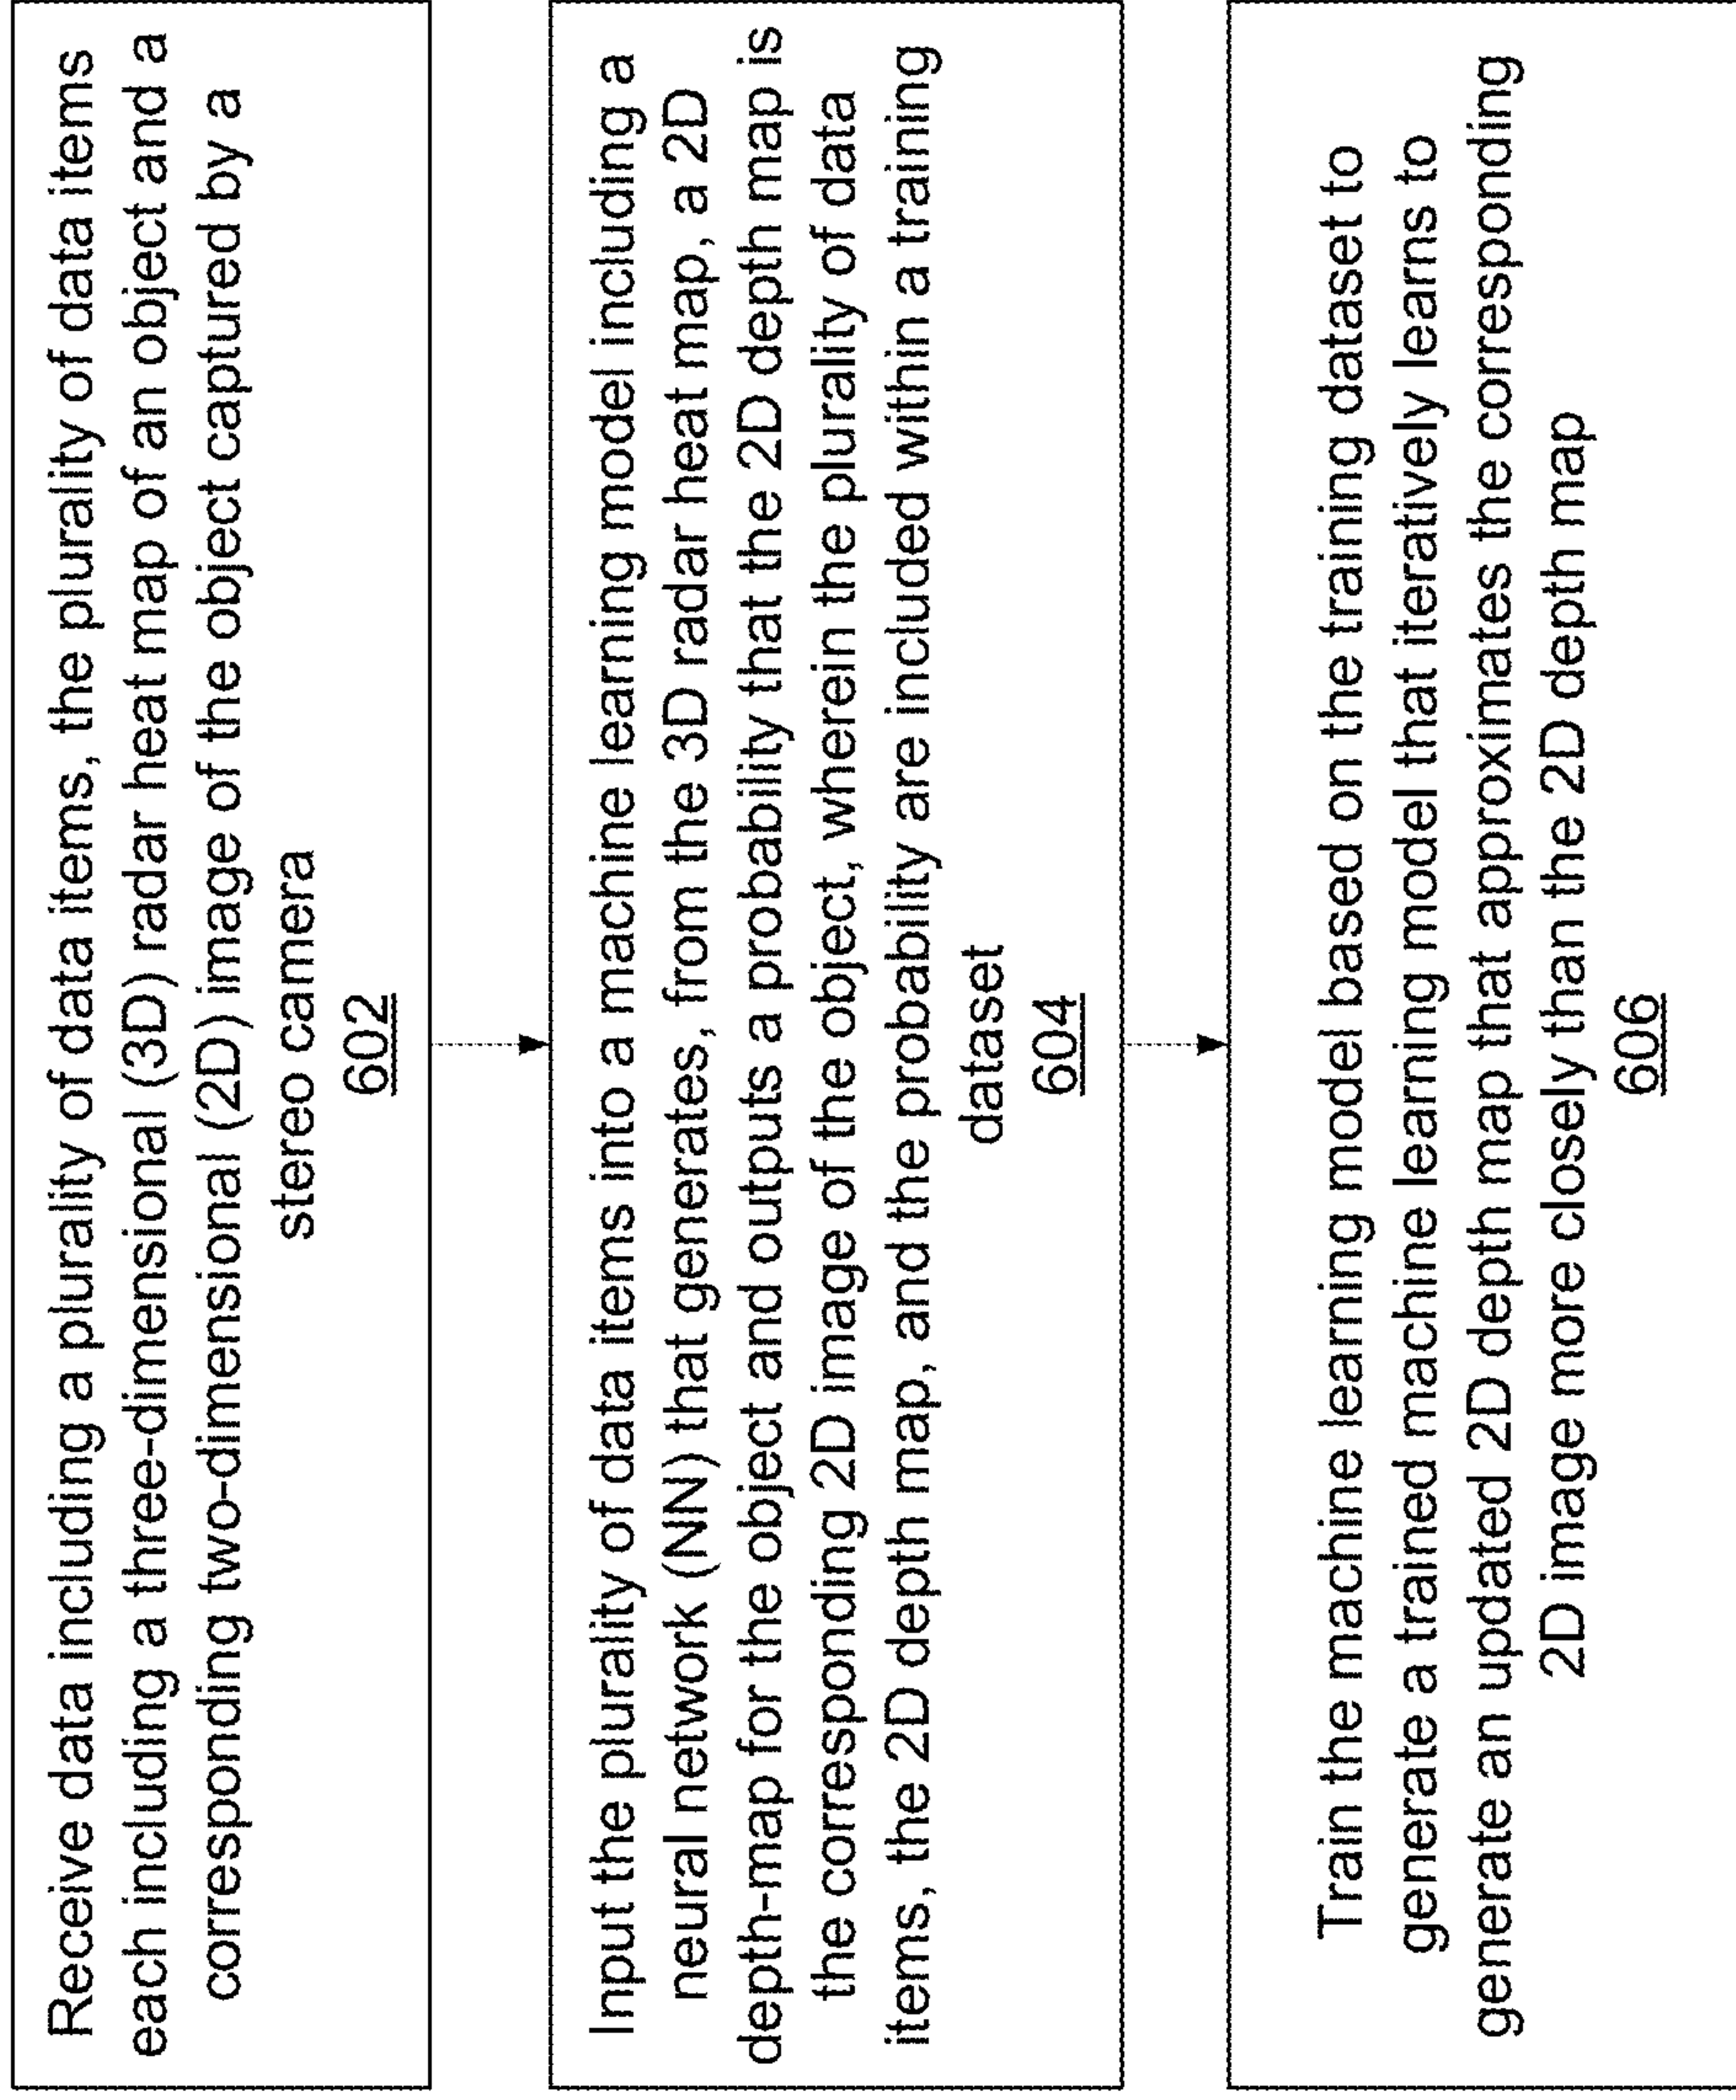 Receive data including a plurality of data items, the plurality of data items
each including a three-dimensional (3D) radar heat map of an object and a
corresponding two-dimensional (2D) image of the object captured by a
stereo camera
602
Input the plurality of data items into a machine learning model including a
neural network (NN) that generates, from the 3D radar heat map, a 2D
depth-map for the object and outputs a probability that the 2D depth map is
the corresponding 2D image of the object, wherein the plurality of data
items, the 2D depth map, and the probability are included within a training
dataset
604
Train the machine learning model based on the training dataset to
generate a trained machine learning model that iteratively learns to
generate an updated 2D depth map that approximates the corresponding
2D image more closely than the 2D depth map
606